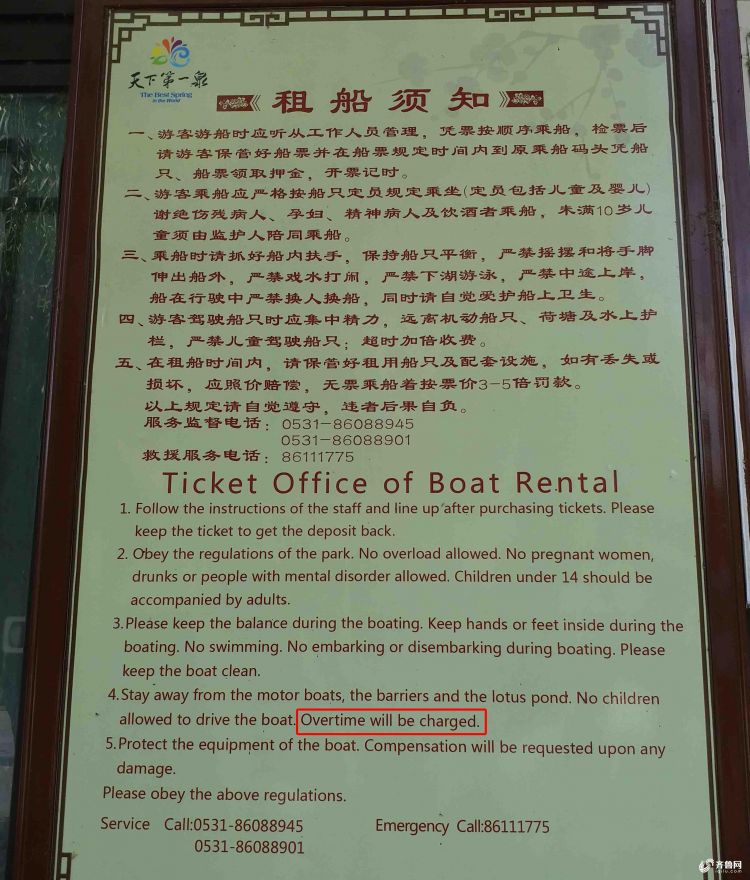 天下第一泉
The Best Spring
in the World
租船须知
一、游客游船时应听从工作人员管理，凭票按顺序乘船，检票后
请游客保管好船票并在船票规定时间内到原乘船码头凭船
只、船票领取押金，开票记时。
二、游客乘船应严格按船只定员规定乘坐(定员包括儿童及婴儿)
谢绝伤残病人、孕妇、精神病人及饮酒者乘船，未满10岁儿
童须由监护人陪同乘船。
三、乘船时请抓好船内扶手，保持船只平衡，严禁摇摆和将手脚
伸出船外，严禁戏水打闹，严禁下湖游泳，严禁中途上岸，
船在行驶中严禁换人换船，同时请自觉爱护船上卫生。
四、游客驾驶船只时应集中精力，远离机动船只、荷塘及水上护
栏，严禁儿童驾驶船只；超时加倍收费。
五、在租船时间内，请保管好租用船只及配套设施，如有丢失或
损坏，应照价赔偿，无票乘船着按票价3-5倍罚款。
以上规定请自觉遵守，违者后果自负。
服务监督电话：0531-86088945
0531-86088901
救援服务电话：86111775
Ticket Office of Boat Rental
1. Follow the instructions of the staff and line up after purchasing tickets. Please
keep the ticket to get the deposit back.
2. Obey the regulations of the park. No overload allowed. No pregnant women,
drunks or people with mental disorder allowed. Children under 14 should be
accompanied by adults.
3.Please keep the balance during the boating. Keep hands or feet inside during the
boating. No swimming. No embarking or disembarking during boating. Please
keep the boat clean.
4.Stay away from the motor boats, the barriers and the lotus pond. No children
allowed to drive the boat. Overtime will be charged.
5.Protect the equipment of the boat. Compensation will be requested upon any
damage.
Please obey the above regulations.
Service Call:0531-86088945 Emergency Call:86111775
0531-86088901
齐鲁网
iqilu.com